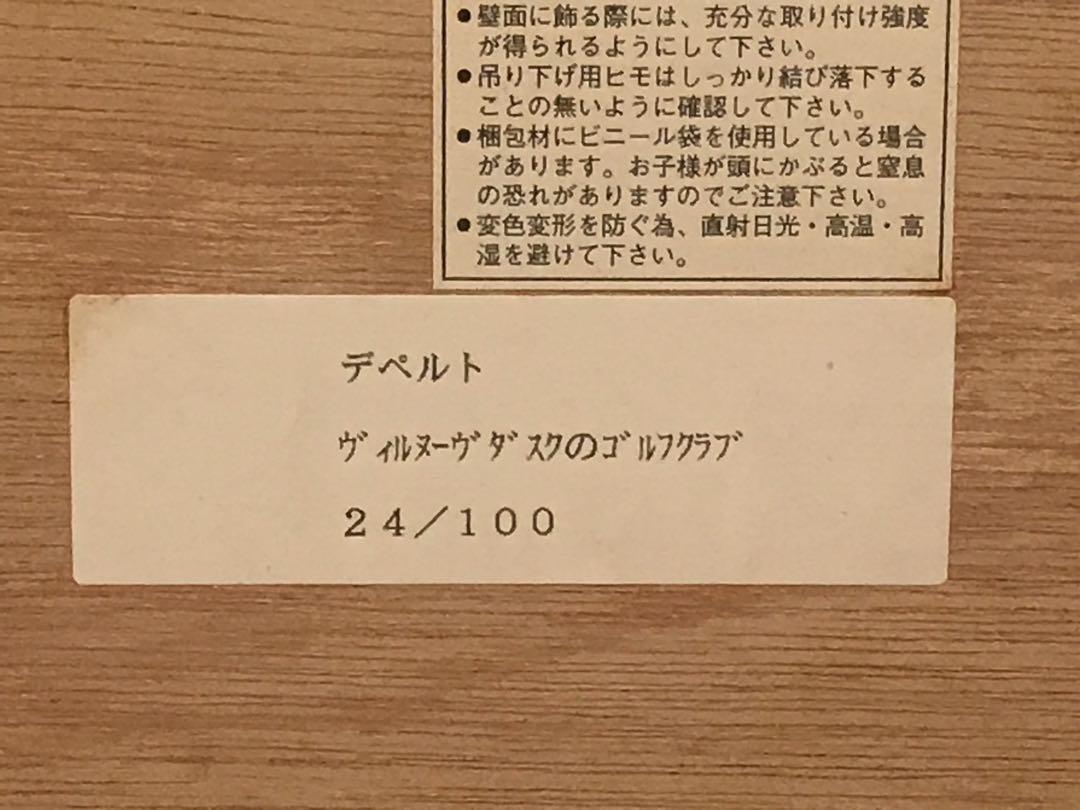 ●壁面に飾る際には、充分な取り付け強度
が得られるようにして下さい。
●吊り下げ用ヒモはしっかり結び落下する
ことの無いように確認して下さい。
●梱包材にビニール袋を使用している場合
があります。お子様が頭にかぶると窒息
の恐れがありますのでご注意下さい。
●変色変形を防ぐ為、直射日光・高温・高
湿を避けて下さい。
デペルト
ヴィルヌーヴダスクのゴルフクラブ
24/100